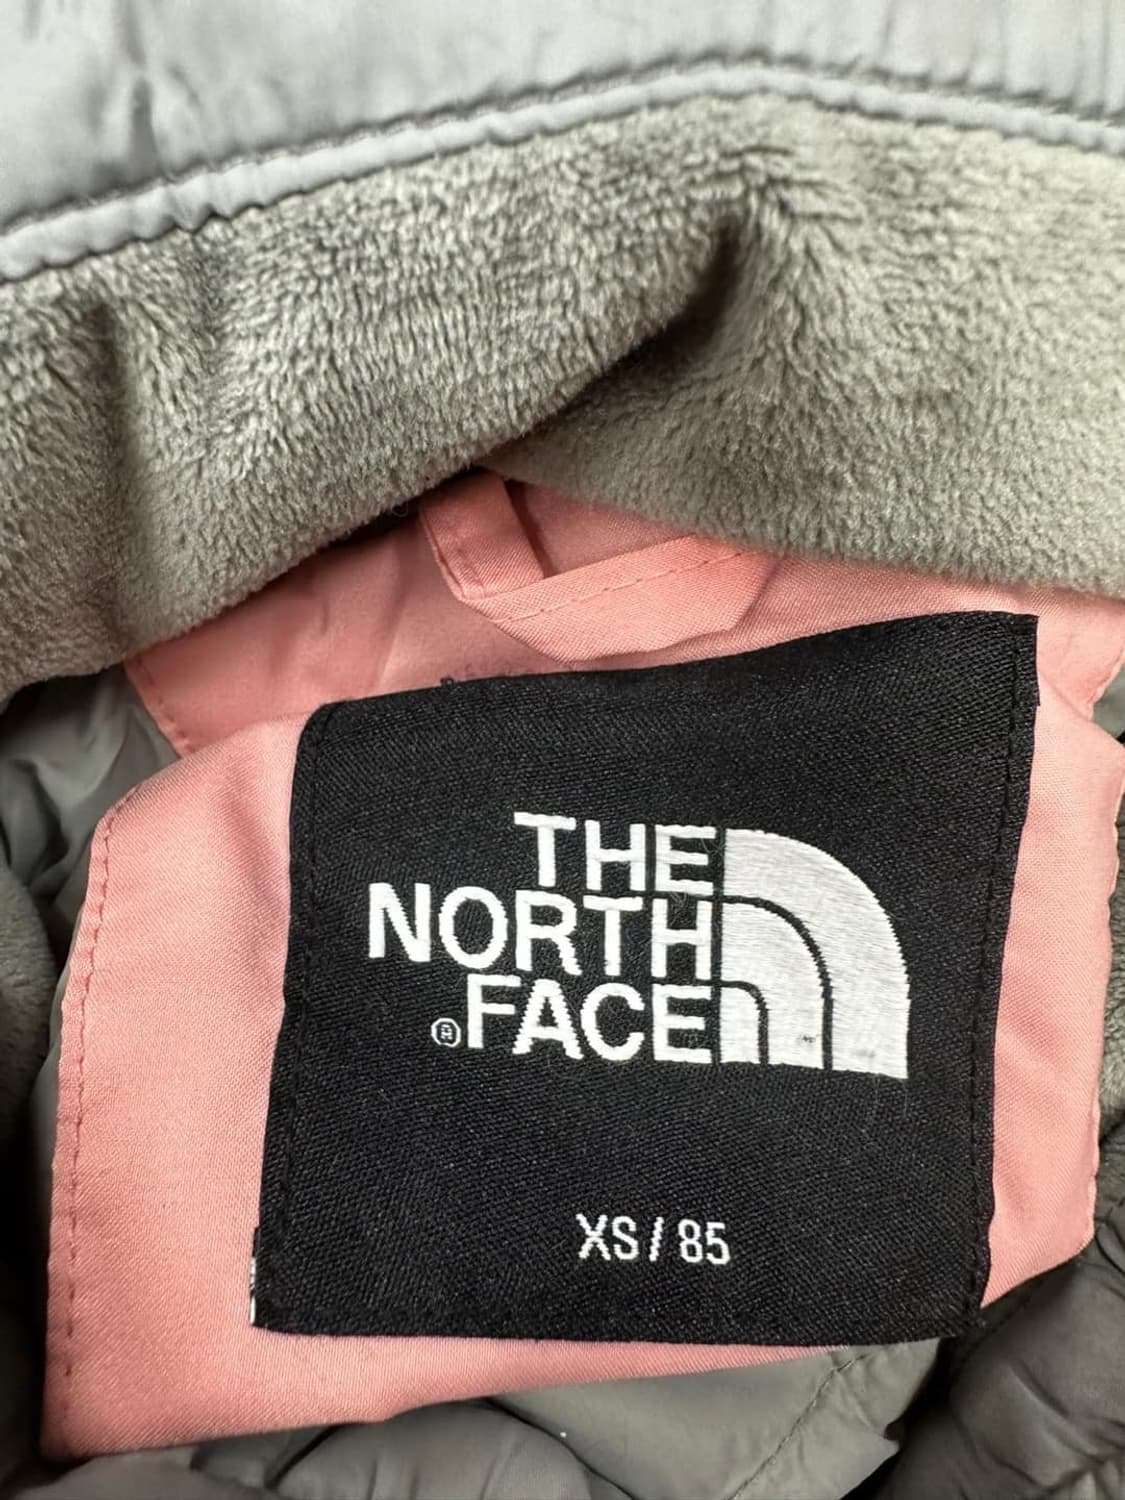 THE
NORTH
®FACE
XS / 85